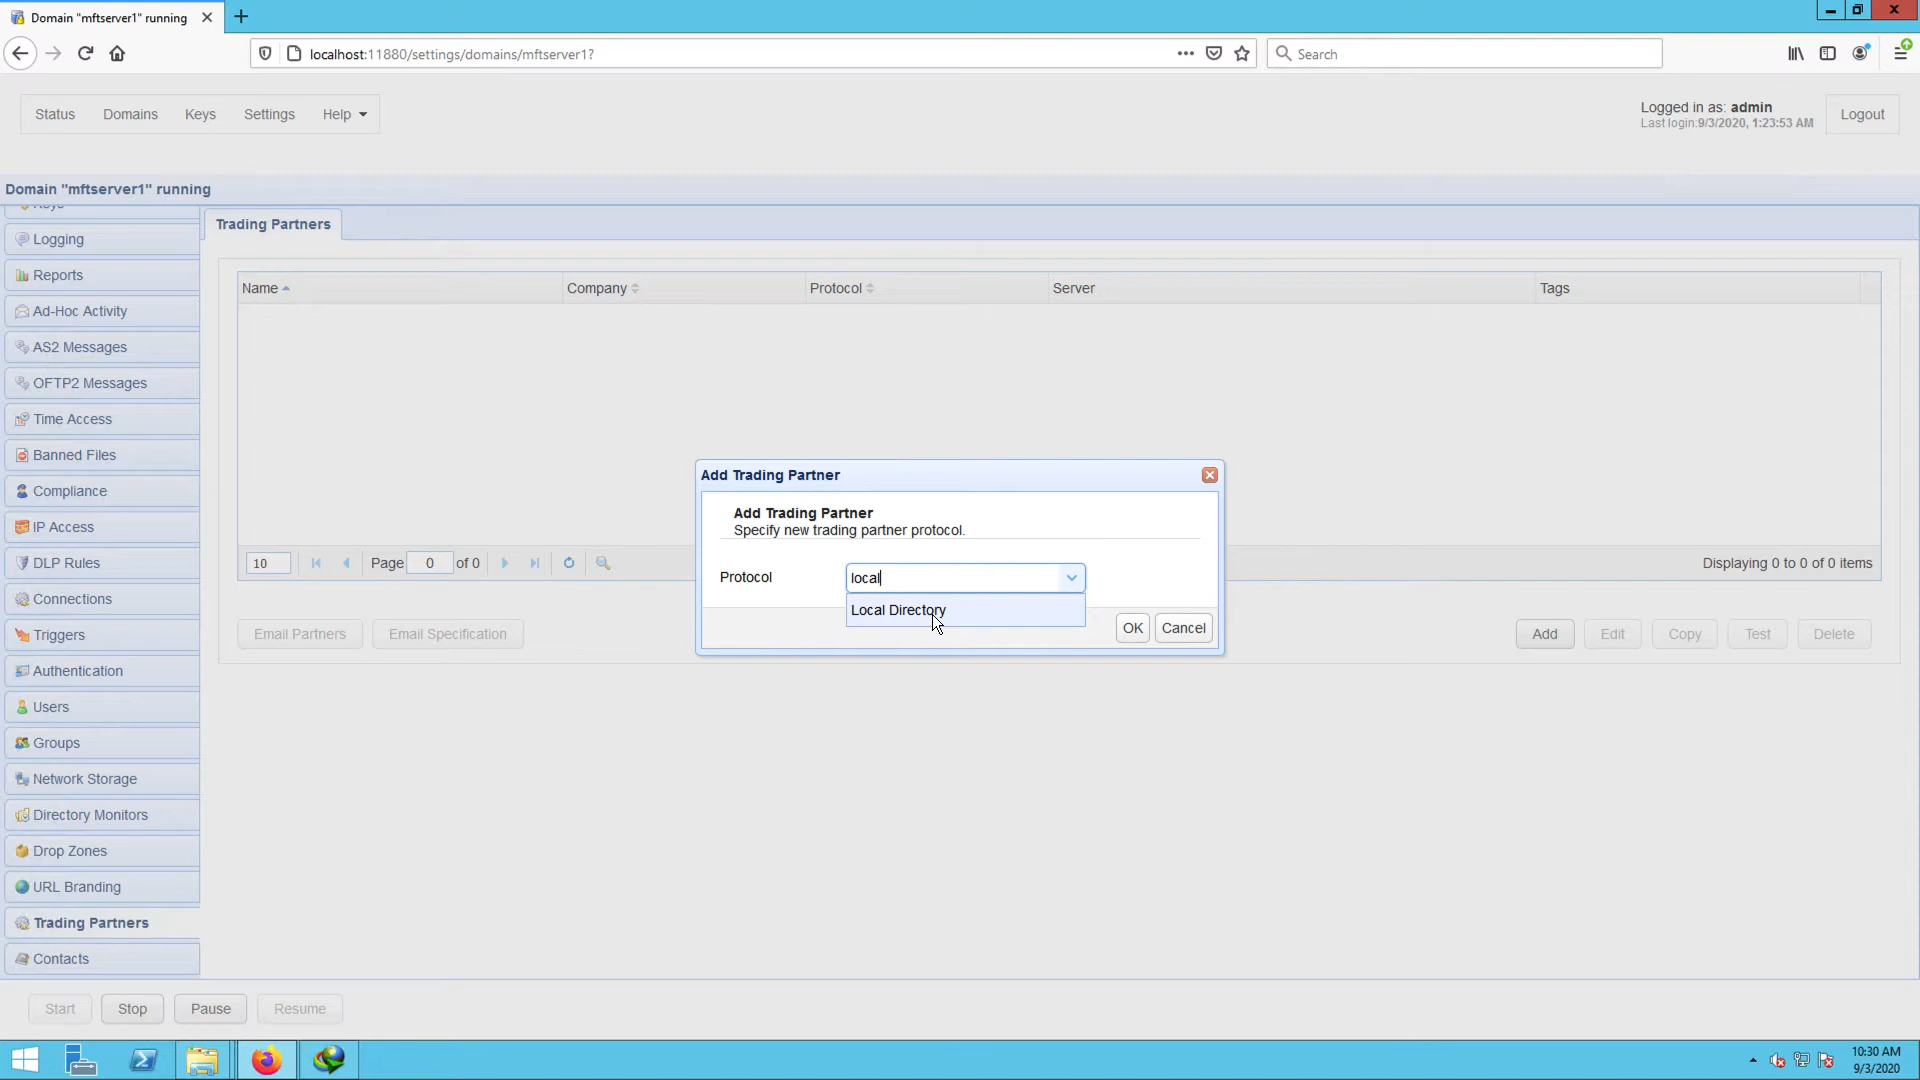 Domain "mftserver1" running
localhost:11880/settings/domains/mftserver1?
Search
Status
Domains
Keys
Settings
Help
Logged in as: admin
Last login:9/3/2020, 1:23:53 AM
Logout
Domain "mftserver1" running
Keys
Logging
Reports
Ad-Hoc Activity
AS2 Messages
OFTP2 Messages
Time Access
Banned Files
Compliance
IP Access
DLP Rules
Connections
Triggers
Authentication
Users
Groups
Network Storage
Directory Monitors
Drop Zones
URL Branding
Trading Partners
Contacts
Trading Partners
Name
Company
Protocol
Server
Tags
10
Page 0 of 0
Displaying 0 to 0 of 0 items
Email Partners
Email Specification
Add
Edit
Copy
Test
Delete
Add Trading Partner
Add Trading Partner
Specify new trading partner protocol.
Protocol
local
Local Directory
OK
Cancel
Start
Stop
Pause
Resume
10:30 AM
9/3/2020